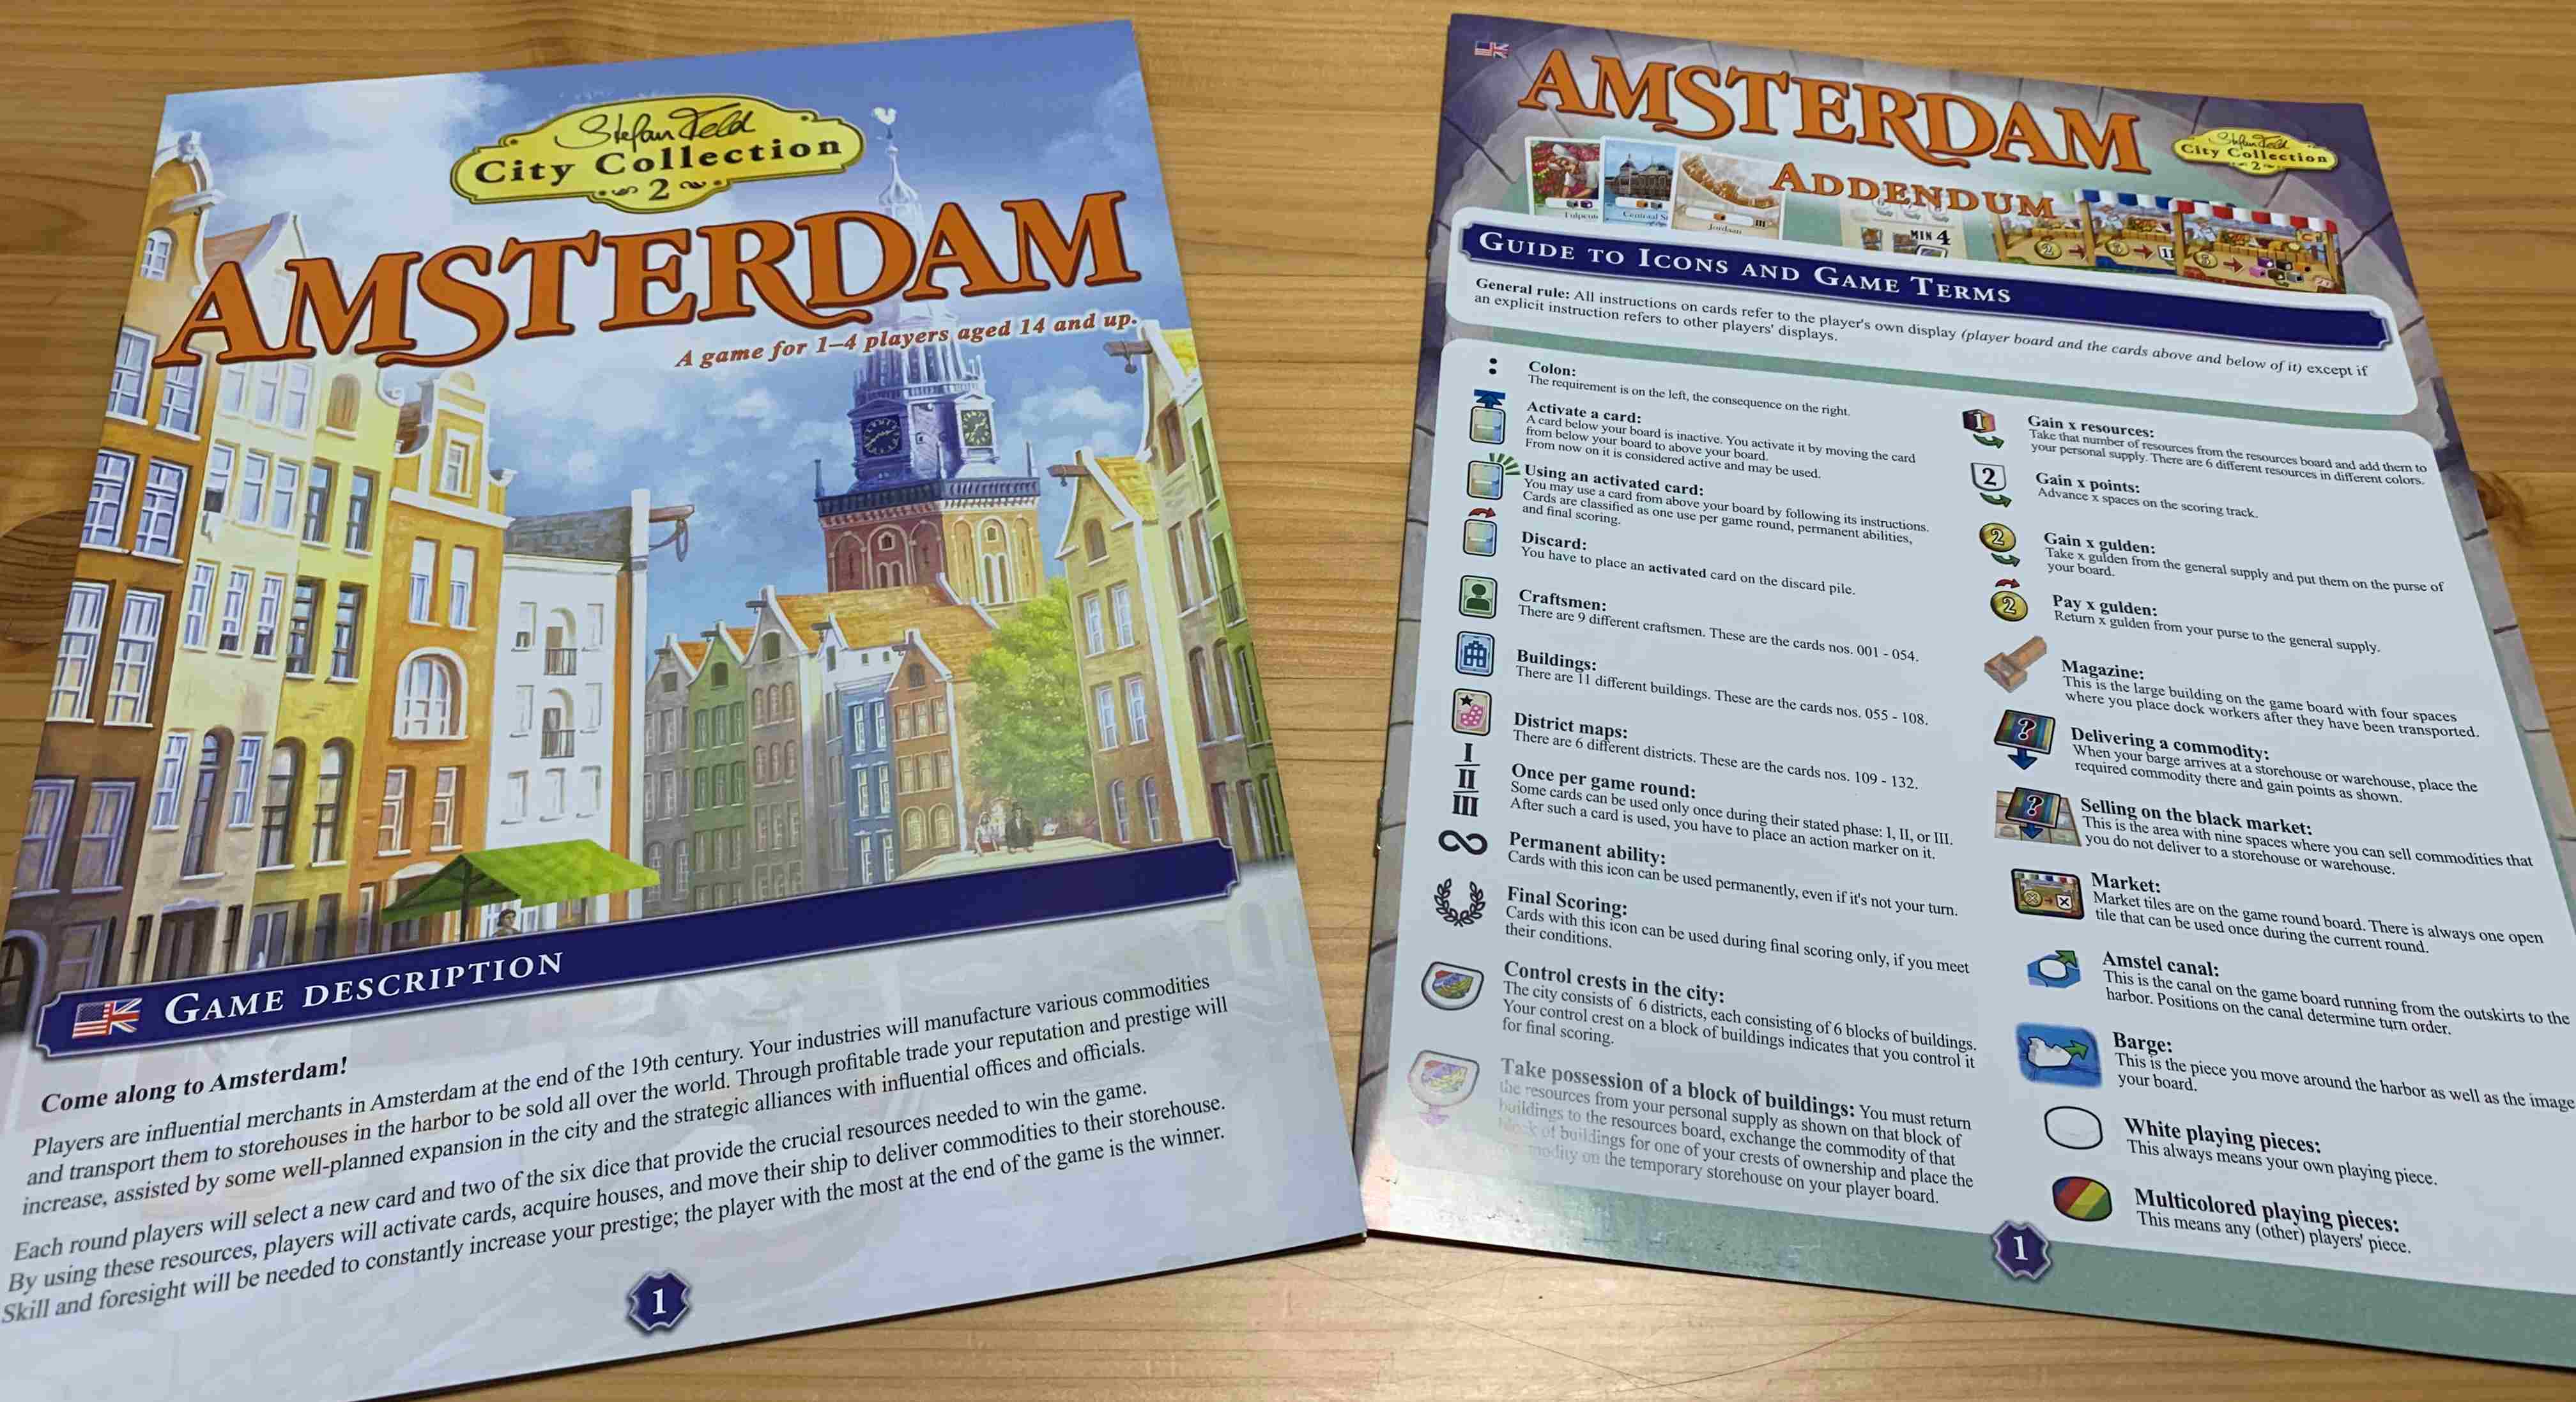 Stefan Feld
City Collection
2
AMSTERDAM
A game for 1–4 players aged 14 and up.
GAME DESCRIPTION
Come along to Amsterdam!
Players are influential merchants in Amsterdam at the end of the 19th century. Your industries will manufacture various commodities
and transport them to storehouses in the harbor to be sold all over the world. Through profitable trade your reputation and prestige will
increase, assisted by some well-planned expansion in the city and the strategic alliances with influential offices and officials.
Each round players will select a new card and two of the six dice that provide the crucial resources needed to win the game.
By using these resources, players will activate cards, acquire houses, and move their ship to deliver commodities to their storehouse.
Skill and foresight will be needed to constantly increase your prestige; the player with the most at the end of the game is the winner.
1
AMSTERDAM
Stefan Feld
City Collection
2
ADDENDUM
Tulpen
Centraal S
Jordaan
III
MIN 4
2
GUIDE TO ICONS AND GAME TERMS
General rule: All instructions on cards refer to the player's own display (player board and the cards above and below of it) except if
an explicit instruction refers to other players' displays.
:
Colon:
The requirement is on the left, the consequence on the right.
Activate a card:
A card below your board is inactive. You activate it by moving the card
from below your board to above your board.
From now on it is considered active and may be used.
Using an activated card:
You may use a card from above your board by following its instructions.
Cards are classified as one use per game round, permanent abilities,
and final scoring.
Discard:
You have to place an activated card on the discard pile.
Craftsmen:
There are 9 different craftsmen. These are the cards nos. 001 - 054.
Buildings:
There are 11 different buildings. These are the cards nos. 055 - 108.
District maps:
There are 6 different districts. These are the cards nos. 109 - 132.
I
II
III
Once per game round:
Some cards can be used only once during their stated phase: I, II, or III.
After such a card is used, you have to place an action marker on it.
∞
Permanent ability:
Cards with this icon can be used permanently, even if it's not your turn.
Final Scoring:
Cards with this icon can be used during final scoring only, if you meet
their conditions.
Control crests in the city:
The city consists of 6 districts, each consisting of 6 blocks of buildings.
Your control crest on a block of buildings indicates that you control it
for final scoring.
Take possession of a block of buildings: You must return
the resources from your personal supply as shown on that block of
buildings to the resources board, exchange the commodity of that
block of buildings for one of your crests of ownership and place the
commodity on the temporary storehouse on your player board.
1
Gain x resources:
Take that number of resources from the resources board and add them to
your personal supply. There are 6 different resources in different colors.
2
Gain x points:
Advance x spaces on the scoring track.
2
Gain x gulden:
Take x gulden from the general supply and put them on the purse of
your board.
2
Pay x gulden:
Return x gulden from your purse to the general supply.
Magazine:
This is the large building on the game board with four spaces
where you place dock workers after they have been transported.
?
Delivering a commodity:
When your barge arrives at a storehouse or warehouse, place the
required commodity there and gain points as shown.
?
Selling on the black market:
This is the area with nine spaces where you can sell commodities that
you do not deliver to a storehouse or warehouse.
Market:
Market tiles are on the game round board. There is always one open
tile that can be used once during the current round.
Amstel canal:
This is the canal on the game board running from the outskirts to the
harbor. Positions on the canal determine turn order.
Barge:
This is the piece you move around the harbor as well as the image
your board.
White playing pieces:
This always means your own playing piece.
Multicolored playing pieces:
This means any (other) players' piece.
1